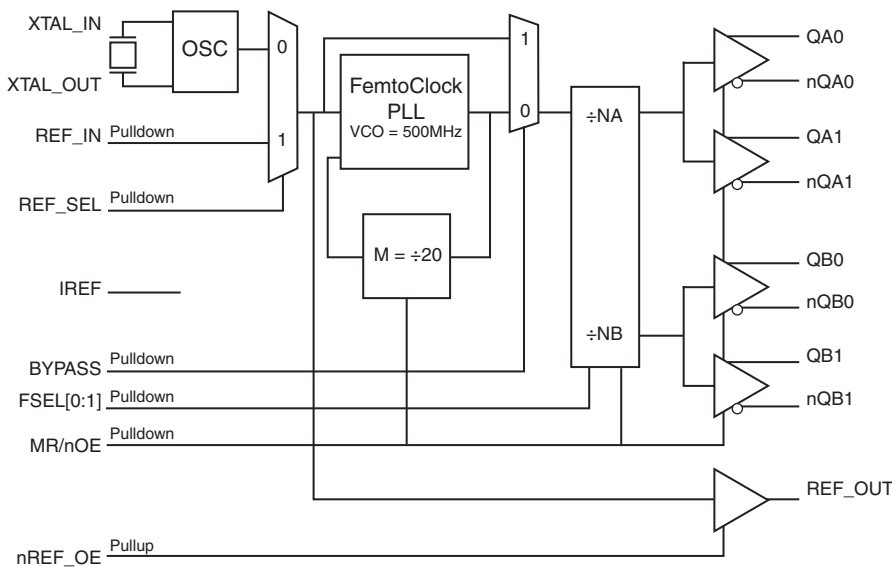 XTAL_IN
OSC
XTAL_OUT
0
1
REF_IN Pulldown
REF_SEL Pulldown
FemtoClock
PLL
VCO = 500MHz
M = ÷20
1
0
÷NA
÷NB
IREF
BYPASS Pulldown
FSEL[0:1] Pulldown
MR/nOE Pulldown
nREF_OE Pullup
QA0
nQA0
QA1
nQA1
QB0
nQB0
QB1
nQB1
REF_OUT